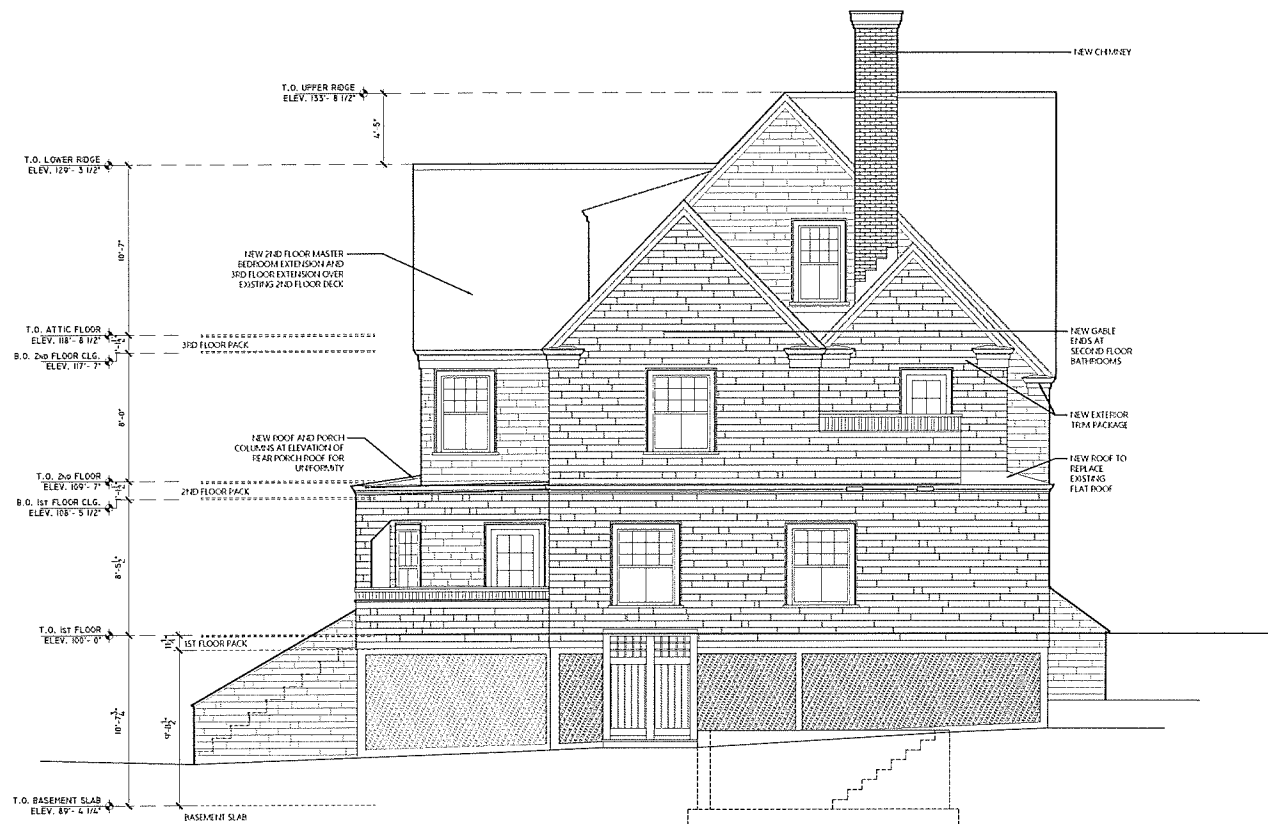 NEW CHIMNEY
T.O. UPPER RIDGE
ELEV. 133'- 8 1/2"
4'-5"
T.O. LOWER RIDGE
ELEV. 129'- 3 1/2"
10'-7"
NEW 2ND FLOOR MASTER
BEDROOM EXTENSION AND
3RD FLOOR EXTENSION OVER
EXISTING 2ND FLOOR DECK
T.O. ATTIC FLOOR
ELEV. 118'- 8 1/2"
3RD FLOOR PACK
B.O. 2ND FLOOR CLG.
ELEV. 117'- 7"
NEW GABLE
ENDS AT
SECOND FLOOR
BATHROOMS
8'-0"
NEW EXTERIOR
TRIM PACKAGE
NEW ROOF AND PORCH
COLUMNS AT ELEVATION OF
REAR PORCH ROOF FOR
UNIFORMITY
NEW ROOF TO
REPLACE
EXISTING
FLAT ROOF
T.O. 2ND FLOOR
ELEV. 109'- 7"
2ND FLOOR PACK
B.O. 1ST FLOOR CLG.
ELEV. 108'- 5 1/2"
8'-5½"
T.O. 1ST FLOOR
ELEV. 100'- 0"
1ST FLOOR PACK
10'-7¾"
T.O. BASEMENT SLAB
ELEV. 89'- 4 1/4"
BASEMENT SLAB